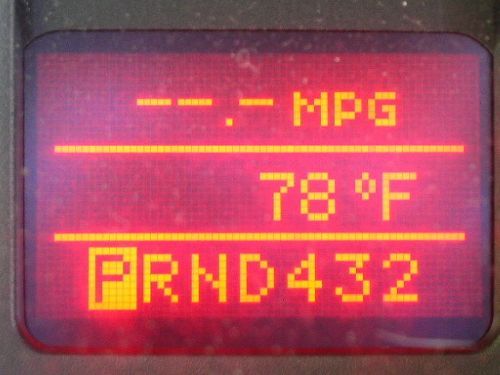 --.- MPG
78 °F
PRND432